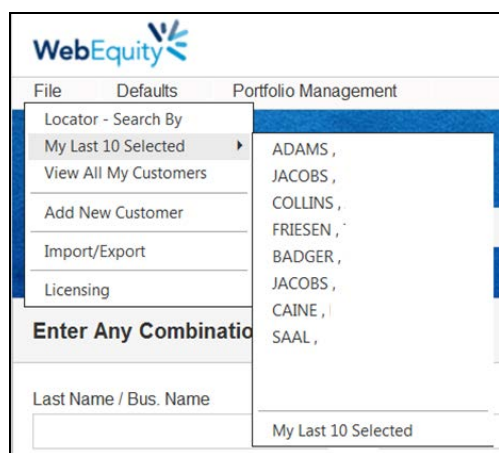 WebEquity
File Defaults Portfolio Management
Locator - Search By
My Last 10 Selected
View All My Customers
Add New Customer
Import/Export
Licensing
ADAMS ,
JACOBS ,
COLLINS ,
FRIESEN ,
BADGER ,
JACOBS ,
CAINE ,
SAAL ,
My Last 10 Selected
Enter Any
Last Name / Bus. Name